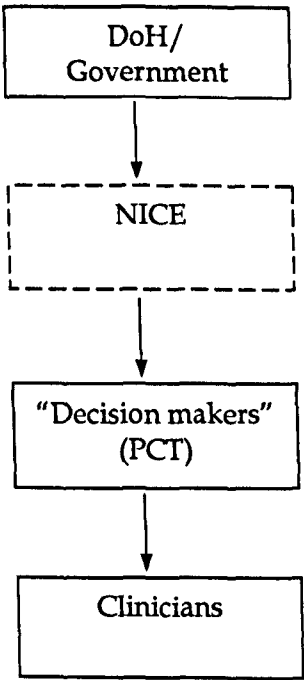 DoH/
Government
NICE
“Decision makers”
(PCT)
Clinicians